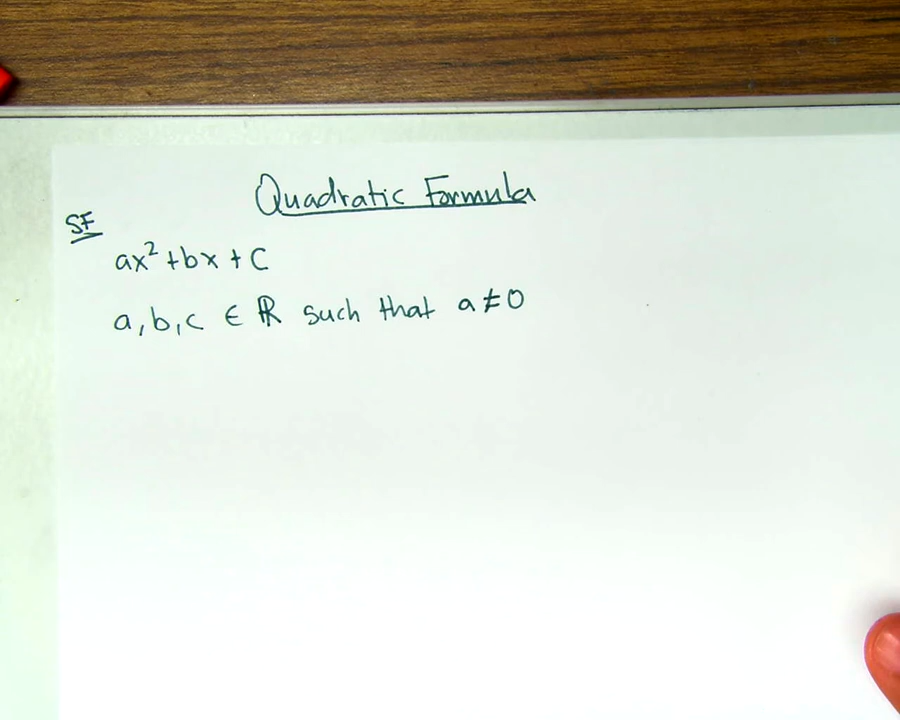 Quadratic Formula
SF
ax² + bx + c
a, b, c ∈ ℝ such that a ≠ 0